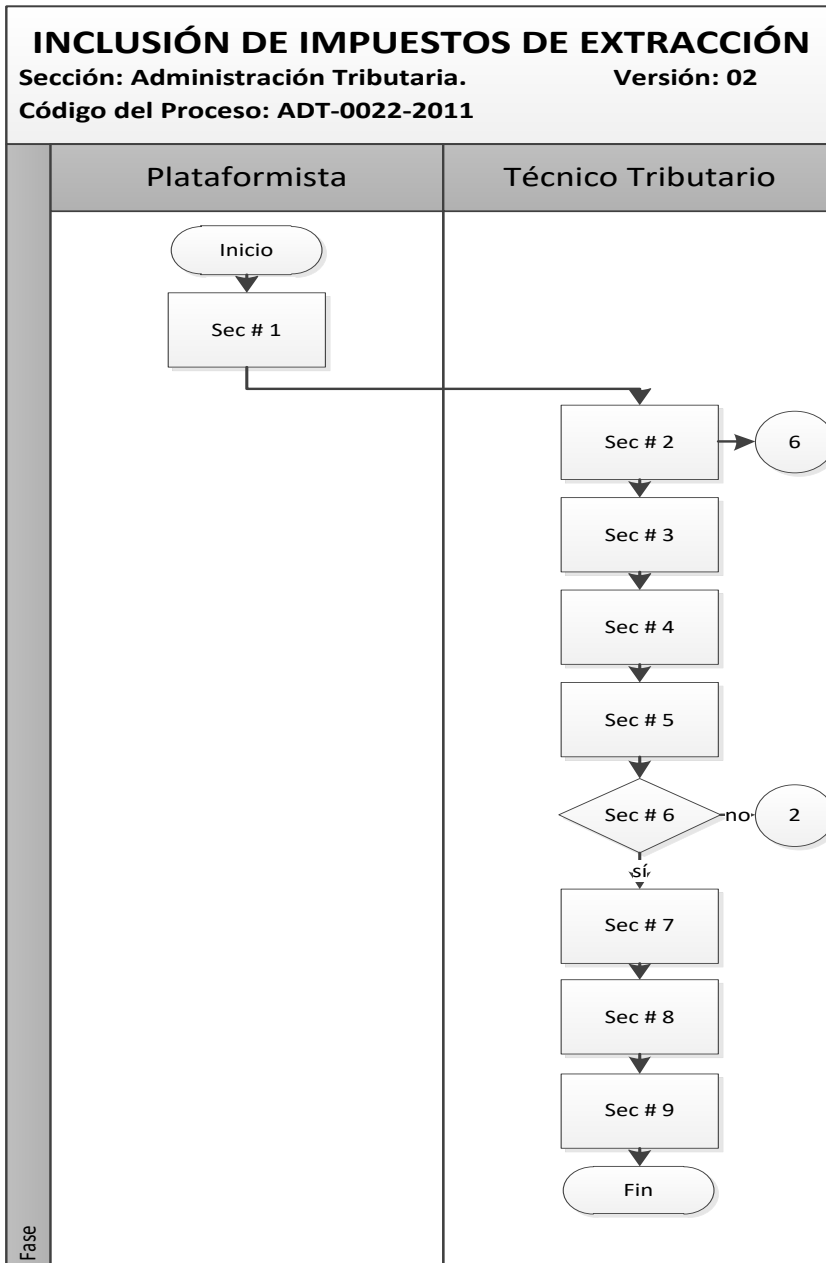 INCLUSIÓN DE IMPUESTOS DE EXTRACCIÓN
Sección: Administración Tributaria. Versión: 02
Código del Proceso: ADT-0022-2011
Plataformista
Técnico Tributario
Inicio
Sec # 1
Sec # 2
6
Sec # 3
Sec # 4
Sec # 5
Sec # 6
no
2
sí
Sec # 7
Sec # 8
Sec # 9
Fin
Fase